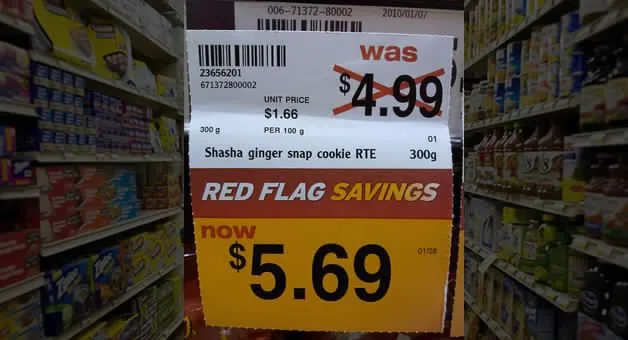 006-71372-80002 2010/01/07
was
23656201
671372800002
$4.99
UNIT PRICE
$1.66
300 g PER 100 g 01
Shasha ginger snap cookie RTE 300g
RED FLAG SAVINGS
now
$5.69
01/08